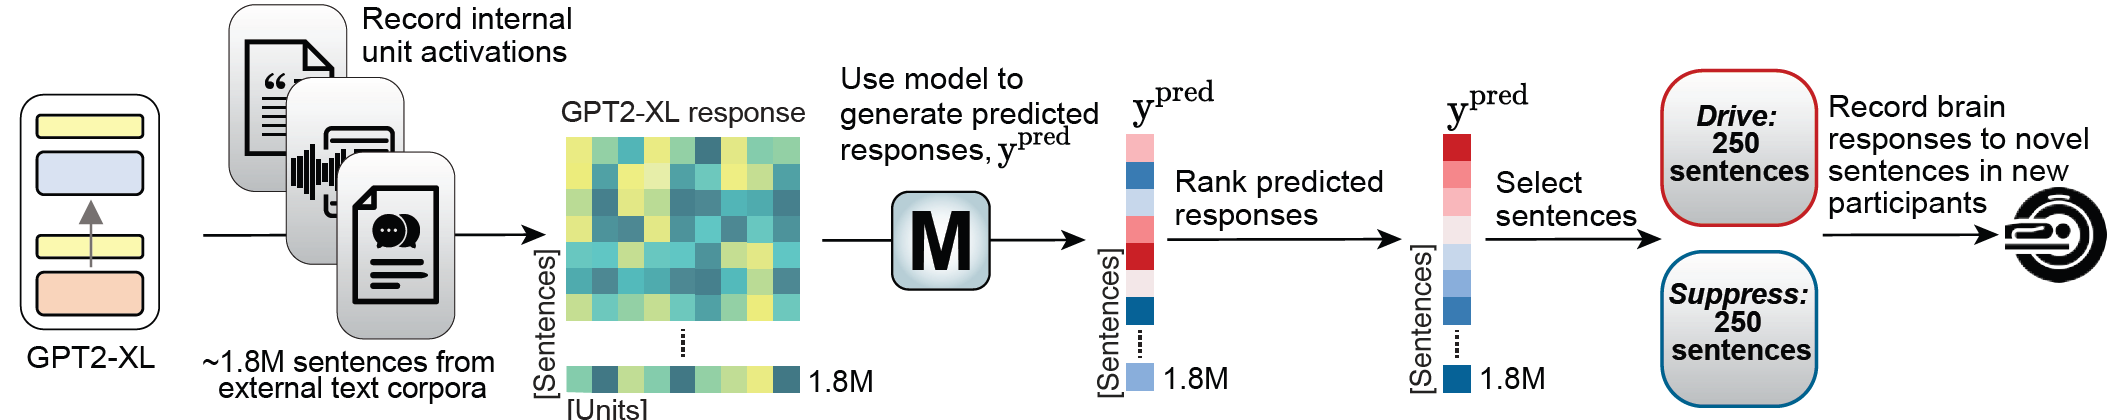 GPT2-XL
Record internal
unit activations
~1.8M sentences from
external text corpora
GPT2-XL response
[Sentences]
[Units]
1.8M
Use model to
generate predicted
responses, y^pred
M
y^pred
[Sentences]
1.8M
Rank predicted
responses
y^pred
[Sentences]
1.8M
Select
sentences
Drive:
250
sentences
Suppress:
250
sentences
Record brain
responses to novel
sentences in new
participants